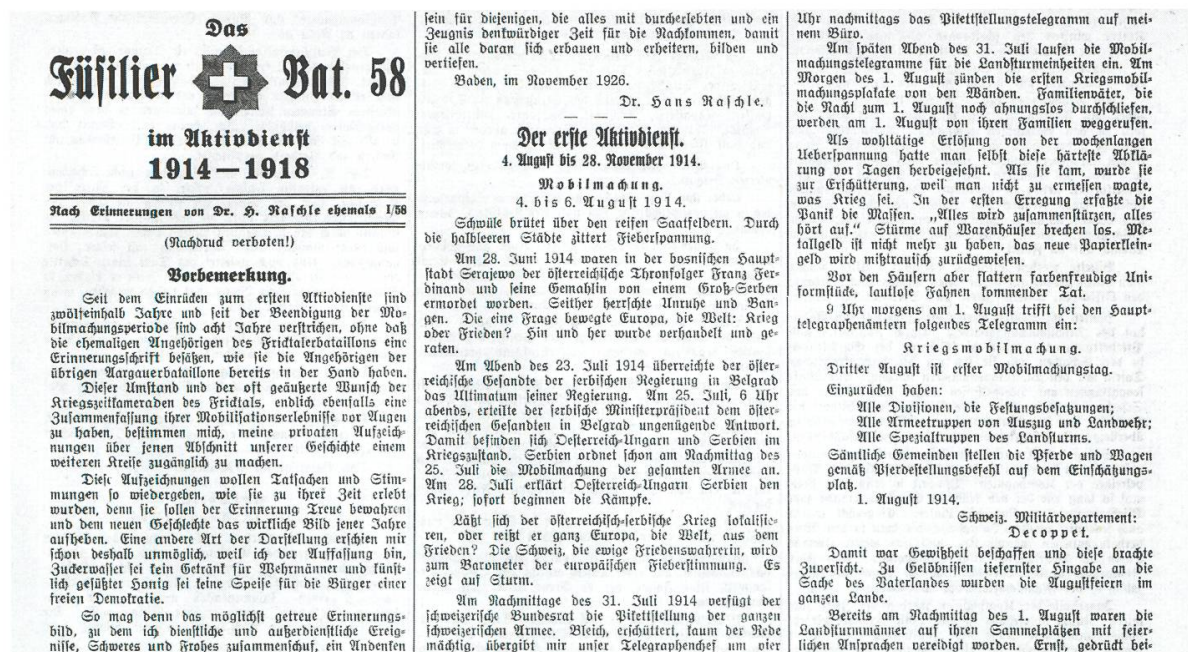 Das
Füsilier Bat. 58
im Aktivdienst
1914—1918
Nach Erinnerungen von Dr. H. Raschle ehemals I/58
(Nachdruck verboten!)
Vorbemerkung.
Seit dem Einrücken zum ersten Aktivdienste sind
zwölfeinhalb Jahre und seit der Beendigung der Mo-
bilmachungsperiode sind acht Jahre verstrichen, ohne daß
die ehemaligen Angehörigen des Fricktalerbataillons eine
Erinnerungsschrift besäßen, wie sie die Angehörigen der
übrigen Aargauerbataillone bereits in der Hand haben.
Dieser Umstand und der oft geäußerte Wunsch der
Kriegszeitkameraden des Fricktals, endlich ebenfalls eine
Zusammenfassung ihrer Mobilisationserlebnisse vor Augen
zu haben, bestimmen mich, meine privaten Aufzeich-
nungen über jenen Abschnitt unserer Geschichte einem
weiteren Kreise zugänglich zu machen.
Diese Aufzeichnungen wollen Tatsachen und Stim-
mungen so wiedergeben, wie sie zu ihrer Zeit erlebt
wurden, denn sie sollen der Erinnerung Treue bewahren
und dem neuen Geschlechte das wirkliche Bild jener Jahre
aufheben. Eine andere Art der Darstellung erschien mir
schon deshalb unmöglich, weil ich der Auffassung bin,
Zuckerwasser sei kein Getränk für Wehrmänner und künst-
lich gesüßter Honig sei keine Speise für die Bürger einer
freien Demokratie.
So mag denn das möglichst getreue Erinnerungs-
bild, zu dem ich dienstliche und außerdienstliche Ereig-
nisse, Schweres und Frohes zusammenschuf, ein Andenken
sein für diejenigen, die alles mit durcherlebten und ein
Zeugnis denkwürdiger Zeit für die Nachkommen, damit
sie alle daran sich erbauen und erheitern, bilden und
vertiefen.
Baden, im November 1926.
Dr. Hans Raschle.
Der erste Aktivdienst.
4. August bis 28. November 1914.
Mobilmachung.
4. bis 6. August 1914.
Schwüle brütet über den reifen Saatfeldern. Durch
die halbleeren Städte zittert Fieberspannung.
Am 28. Juni 1914 waren in der bosnischen Haupt-
stadt Serajewo der österreichische Thronfolger Franz Fer-
dinand und seine Gemahlin von einem Groß-Serben
ermordet worden. Seither herrschte Unruhe und Ban-
gen. Die eine Frage bewegte Europa, die Welt: Krieg
oder Frieden? Hin und her wurde verhandelt und ge-
raten.
Am Abend des 23. Juli 1914 überreichte der öster-
reichische Gesandte der serbischen Regierung in Belgrad
das Ultimatum seiner Regierung. Am 25. Juli, 6 Uhr
abends, erteilte der serbische Ministerpräsident dem öster-
reichischen Gesandten in Belgrad ungenügende Antwort.
Damit befinden sich Oesterreich-Ungarn und Serbien im
Kriegszustand. Serbien ordnet schon am Nachmittag des
25. Juli die Mobilmachung der gesamten Armee an.
Am 28. Juli erklärt Oesterreich-Ungarn Serbien den
Krieg; sofort beginnen die Kämpfe.
Läßt sich der österreichisch-serbische Krieg lokalisie-
ren, oder reißt er ganz Europa, die Welt, aus dem
Frieden? Die Schweiz, die ewige Friedenswahrerin, wird
zum Barometer der europäischen Fieberstimmung. Es
zeigt auf Sturm.
Am Nachmittage des 31. Juli 1914 verfügt der
schweizerische Bundesrat die Pikettstellung der ganzen
schweizerischen Armee. Bleich, erschüttert, kaum der Rede
mächtig, übergibt mir unser Telegraphenchef um vier
Uhr nachmittags das Pikettstellungstelegramm auf mei-
nem Büro.
Am späten Abend des 31. Juli laufen die Mobil-
machungstelegramme für die Landsturmeinheiten ein. Am
Morgen des 1. August zünden die ersten Kriegsmobil-
machungsplakate von den Wänden. Familienväter, die
die Nacht zum 1. August noch ahnungslos durchschliefen,
werden am 1. August von ihren Familien weggerufen.
Als wohltätige Erlösung von der wochenlangen
Ueberspannung hatte man selbst diese härteste Abklä-
rung vor Tagen herbeigesehnt. Als sie kam, wurde sie
zur Erschütterung, weil man nicht zu ermessen wagte,
was Krieg sei. In der ersten Erregung erfaßte die
Panik die Massen. „Alles wird zusammenstürzen, alles
hört auf.“ Stürme auf Warenhäuser brechen los. Me-
tallgeld ist nicht mehr zu haben, das neue Papierklein-
geld wird mißtrauisch zurückgewiesen.
Vor den Häusern aber flattern farbenfreudige Uni-
formstücke, lautlose Fahnen kommender Tat.
9 Uhr morgens am 1. August trifft bei den Haupt-
telegraphenämtern folgendes Telegramm ein:
Kriegsmobilmachung.
Dritter August ist erster Mobilmachungstag.
Einzurücken haben:
Alle Divisionen, die Festungsbesatzungen;
Alle Armeetruppen von Auszug und Landwehr;
Alle Spezialtruppen des Landsturms.
Sämtliche Gemeinden stellen die Pferde und Wagen
gemäß Pferdestellungsbefehl auf dem Einschätzungs-
platz.
1. August 1914.
Schweiz. Militärdepartement:
Decoppet.
Damit war Gewißheit beschaffen und diese brachte
Zuversicht. Zu Gelöbnissen tiefernster Hingabe an die
Sache des Vaterlandes wurden die Augustfeiern im
ganzen Lande.
Bereits am Nachmittag des 1. August waren die
Landsturmmänner auf ihren Sammelplätzen mit feier-
lichen Ansprachen vereidigt worden. Ernst, gedrückt bei-